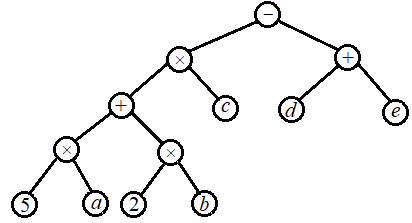 −
× +
+ c d e
× ×
5 a 2 b